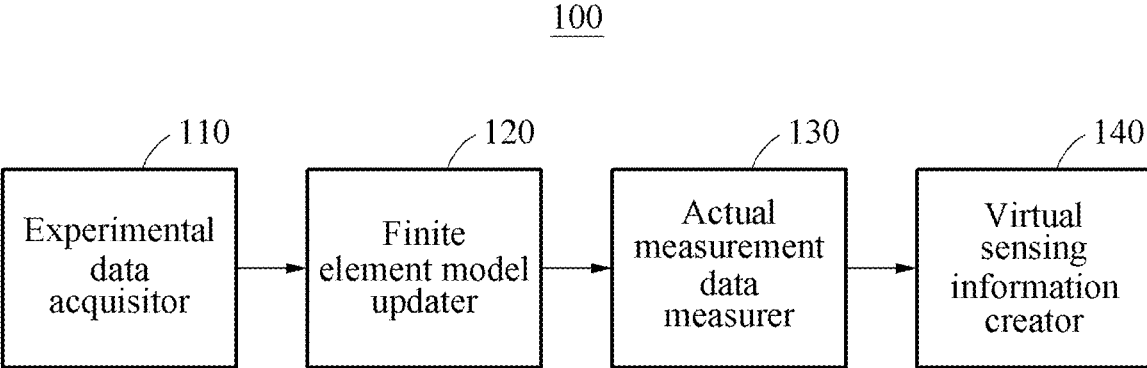 100
110
120
130
140
Experimental
data
acquisitor
Finite
element model
updater
Actual
measurement
data
measurer
Virtual
sensing
information
creator